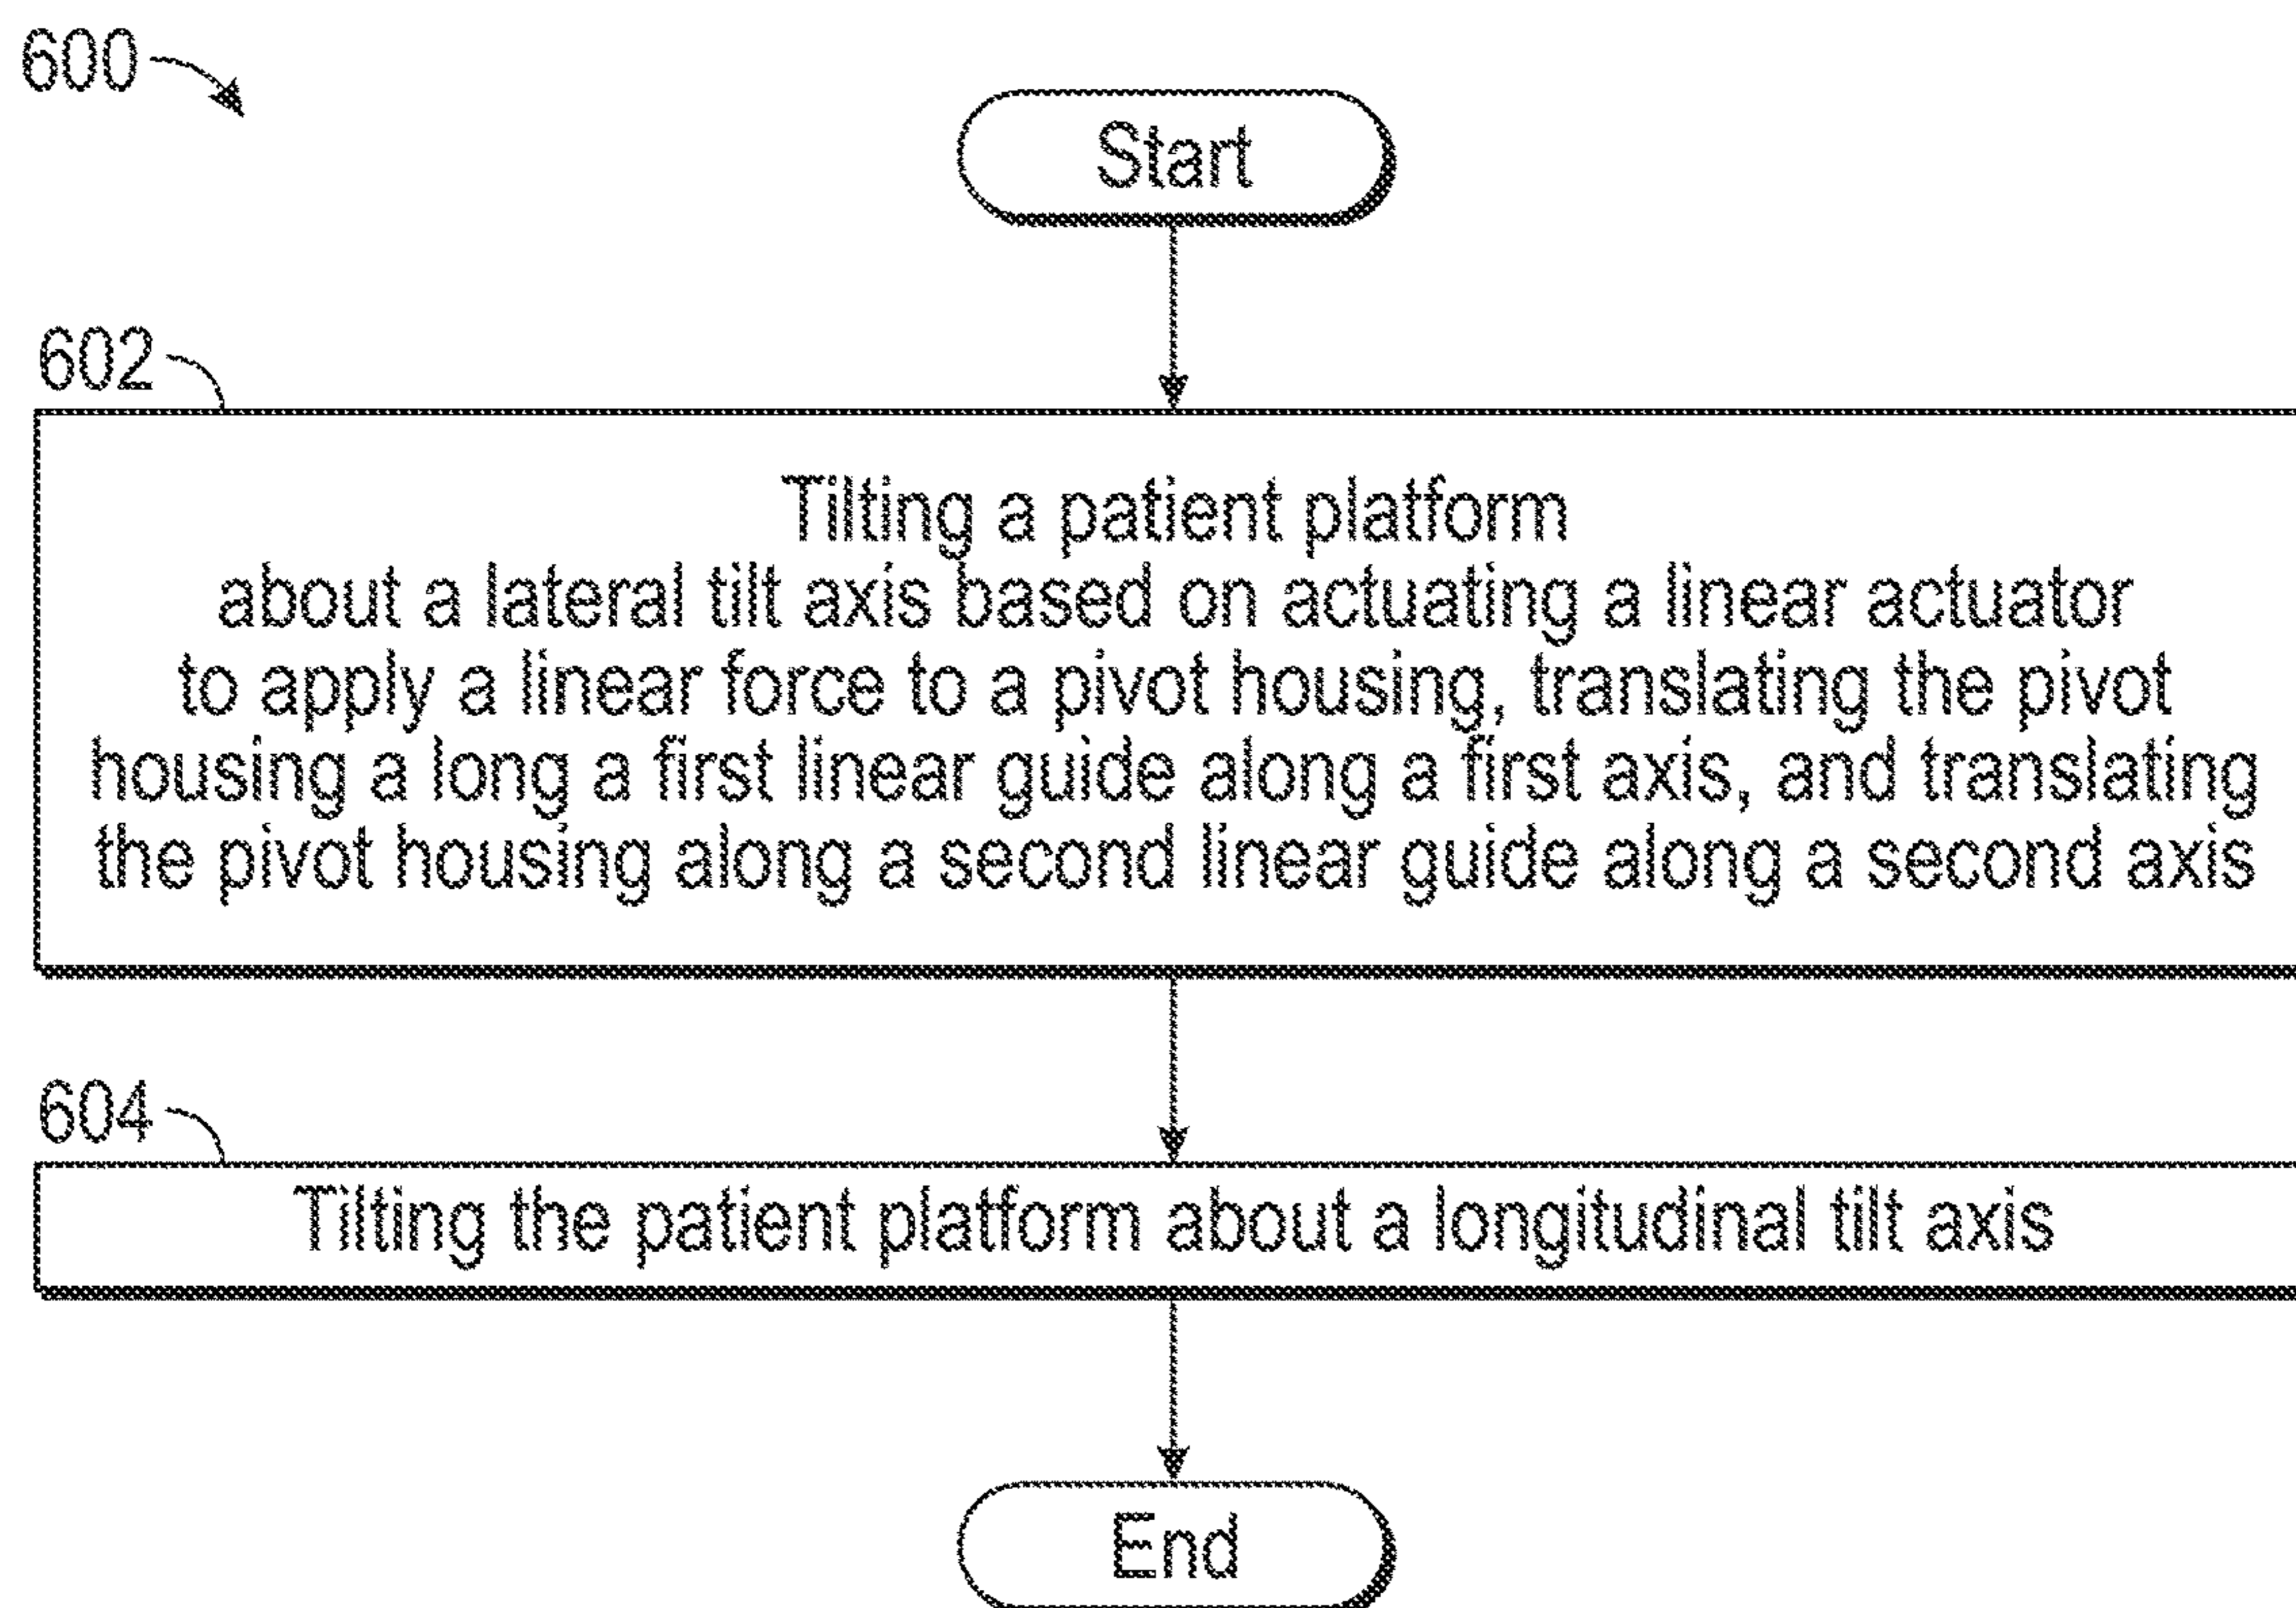 600
Start
602
Tilting a patient platform
about a lateral tilt axis based on actuating a linear actuator
to apply a linear force to a pivot housing, translating the pivot
housing a long a first linear guide along a first axis, and translating
the pivot housing along a second linear guide along a second axis
604
Tilting the patient platform about a longitudinal tilt axis
End